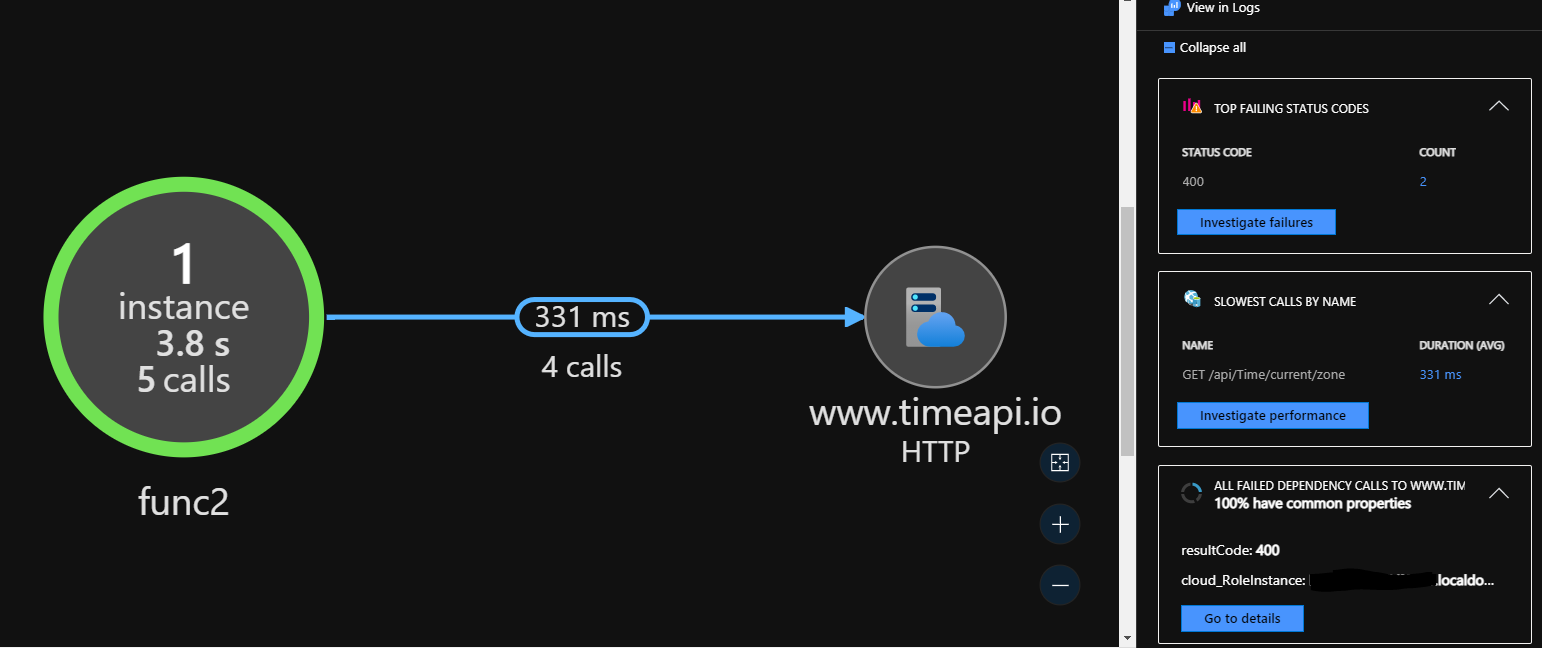 1
instance
3.8 s
5 calls
func2
331 ms
4 calls
www.timeapi.io
HTTP
View in Logs
Collapse all
TOP FAILING STATUS CODES
STATUS CODE COUNT
400 2
Investigate failures
SLOWEST CALLS BY NAME
NAME DURATION (AVG)
GET /api/Time/current/zone 331 ms
Investigate performance
ALL FAILED DEPENDENCY CALLS TO WWW.TIM
100% have common properties
resultCode: 400
cloud_RoleInstance: .localdo...
Go to details